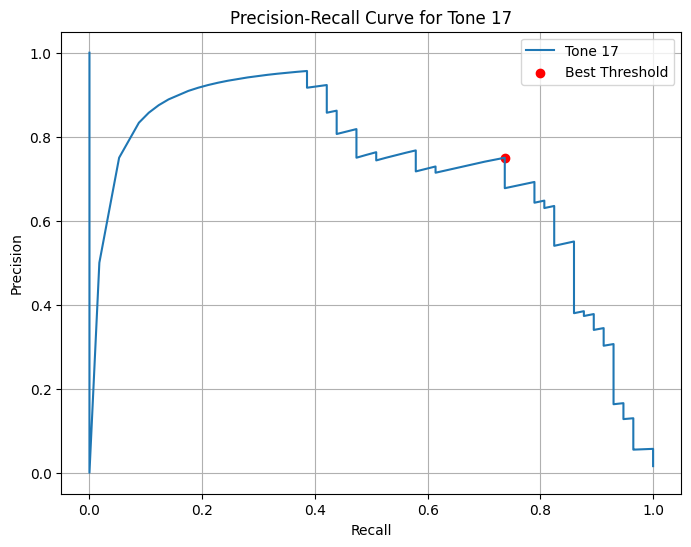 Precision-Recall Curve for Tone 17
Tone 17
Best Threshold
Precision
1.0
0.8
0.6
0.4
0.2
0.0
0.0 0.2 0.4 0.6 0.8 1.0
Recall